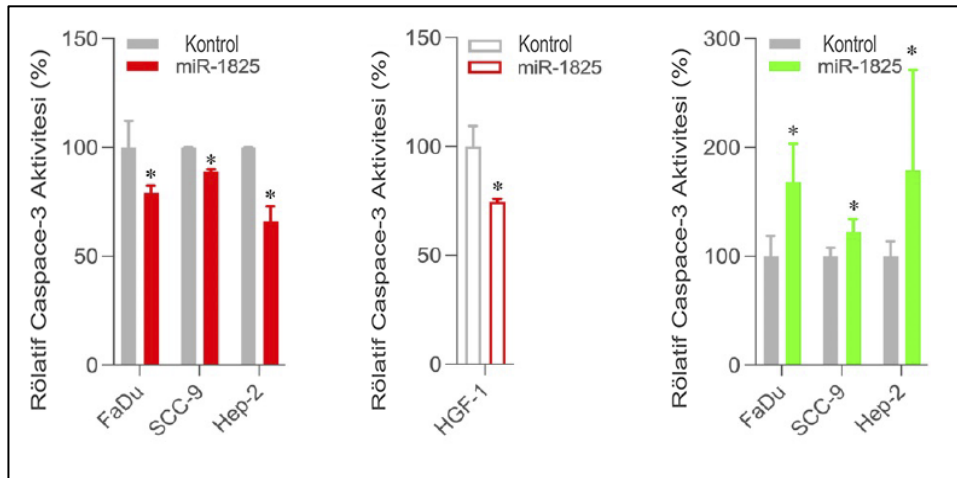 Rölatif Caspace-3 Aktivitesi (%)
150
100
50
0
Kontrol
miR-1825
FaDu
SCC-9
Hep-2
*
*
*
Rölatif Caspace-3 Aktivitesi (%)
150
100
50
0
Kontrol
miR-1825
HGF-1
*
Rölatif Caspace-3 Aktivitesi (%)
300
200
100
0
Kontrol
miR-1825
FaDu
SCC-9
Hep-2
*
*
*